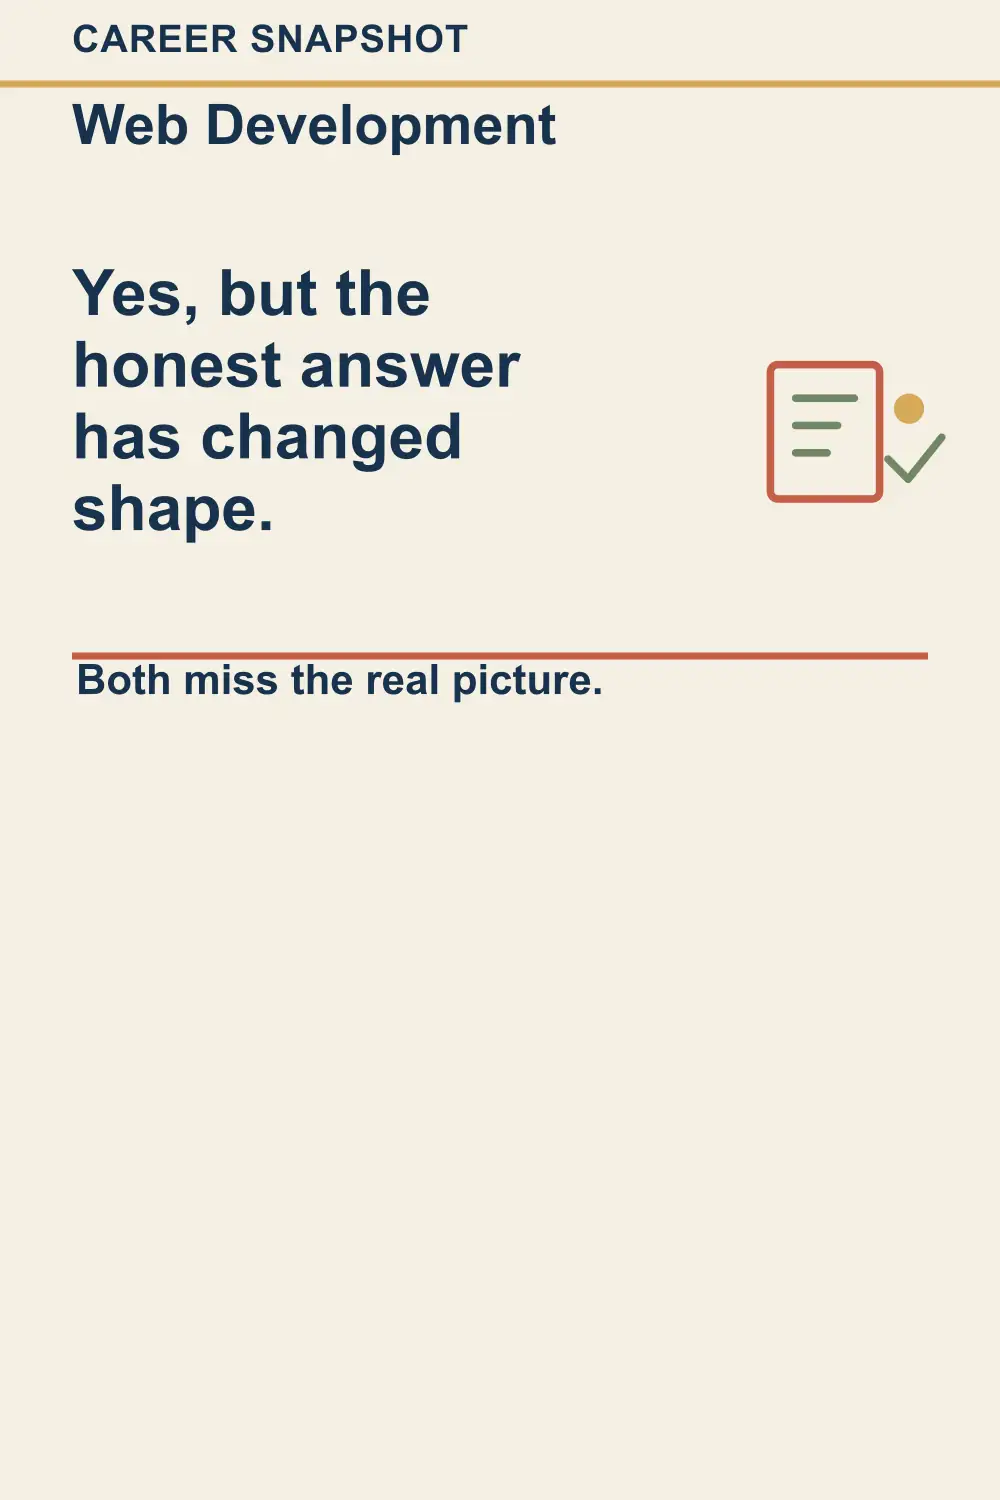 CAREER SNAPSHOT
Web Development
Yes, but the
honest answer
has changed
shape.
Both miss the real picture.